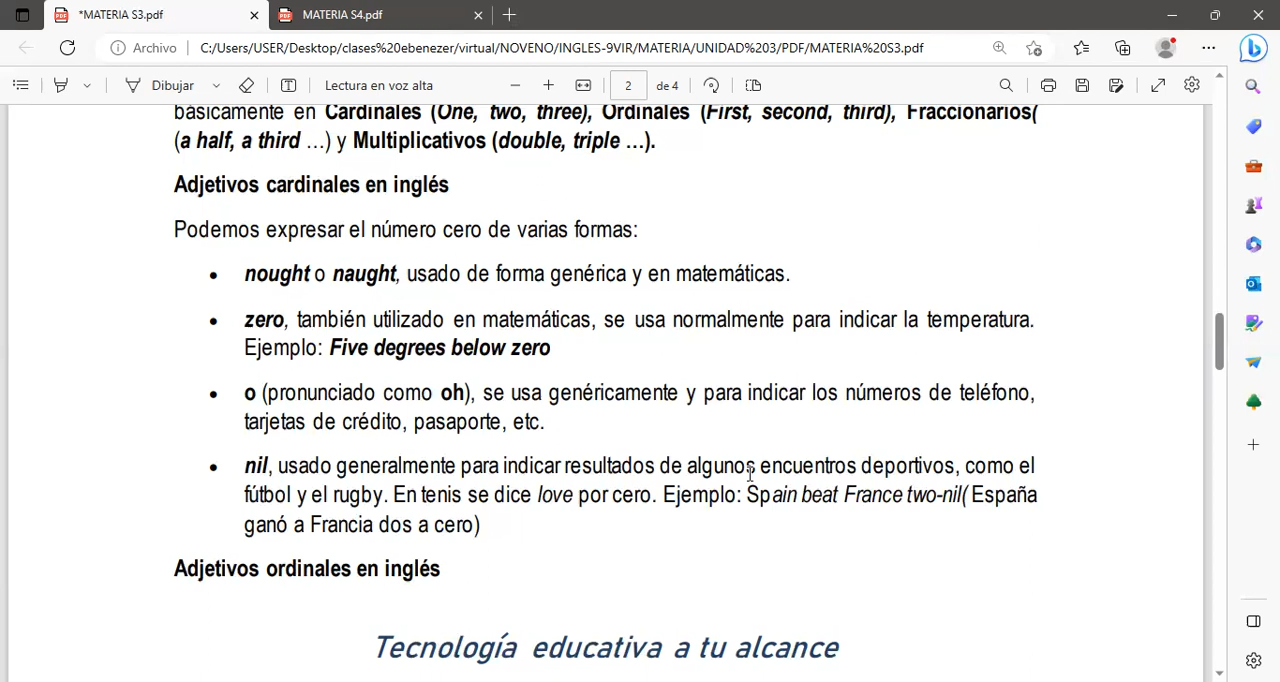 *MATERIA S3.pdf
MATERIA S4.pdf
Archivo C:/Users/USER/Desktop/clases%20ebenezer/virtual/NOVENO/INGLES-9VIR/MATERIA/UNIDAD%203/PDF/MATERIA%20S3.pdf
Dibujar Lectura en voz alta 2 de 4
básicamente en Cardinales (One, two, three), Ordinales (First, second, third), Fraccionarios(
(a half, a third …) y Multiplicativos (double, triple …).
Adjetivos cardinales en inglés
Podemos expresar el número cero de varias formas:
• nought o naught, usado de forma genérica y en matemáticas.
• zero, también utilizado en matemáticas, se usa normalmente para indicar la temperatura.
Ejemplo: Five degrees below zero
• o (pronunciado como oh), se usa genéricamente y para indicar los números de teléfono,
tarjetas de crédito, pasaporte, etc.
• nil, usado generalmente para indicar resultados de algunos encuentros deportivos, como el
fútbol y el rugby. En tenis se dice love por cero. Ejemplo: Spain beat France two-nil( España
ganó a Francia dos a cero)
Adjetivos ordinales en inglés
Tecnología educativa a tu alcance